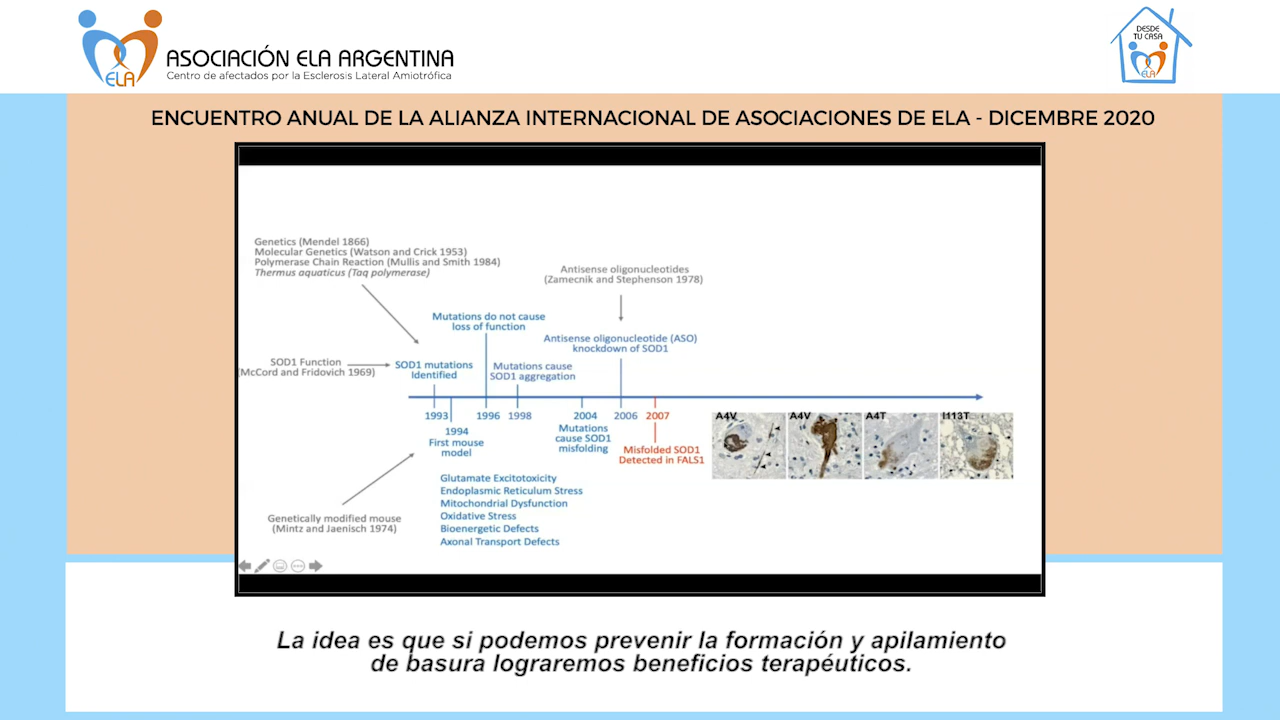 ASOCIACIÓN ELA ARGENTINA
Centro de afectados por la Esclerosis Lateral Amiotrófica
ELA
DESDE
TU CASA
ELA
ENCUENTRO ANUAL DE LA ALIANZA INTERNACIONAL DE ASOCIACIONES DE ELA - DICEMBRE 2020
Genetics (Mendel 1866)
Molecular Genetics (Watson and Crick 1953)
Polymerase Chain Reaction (Mullis and Smith 1984)
Thermus aquaticus (Taq polymerase)
Antisense oligonucleotides
(Zamecnik and Stephenson 1978)
Mutations do not cause
loss of function
Antisense oligonucleotide (ASO)
knockdown of SOD1
SOD1 Function
(McCord and Fridovich 1969)
SOD1 mutations
Identified
Mutations cause
SOD1 aggregation
1993
1996
1998
2004
2006
2007
1994
First mouse
model
Mutations
cause SOD1
misfolding
Misfolded SOD1
Detected in FALS1
A4V
A4V
A4T
I113T
Glutamate Excitotoxicity
Endoplasmic Reticulum Stress
Mitochondrial Dysfunction
Oxidative Stress
Bioenergetic Defects
Axonal Transport Defects
Genetically modified mouse
(Mintz and Jaenisch 1974)
La idea es que si podemos prevenir la formación y apilamiento
de basura lograremos beneficios terapéuticos.